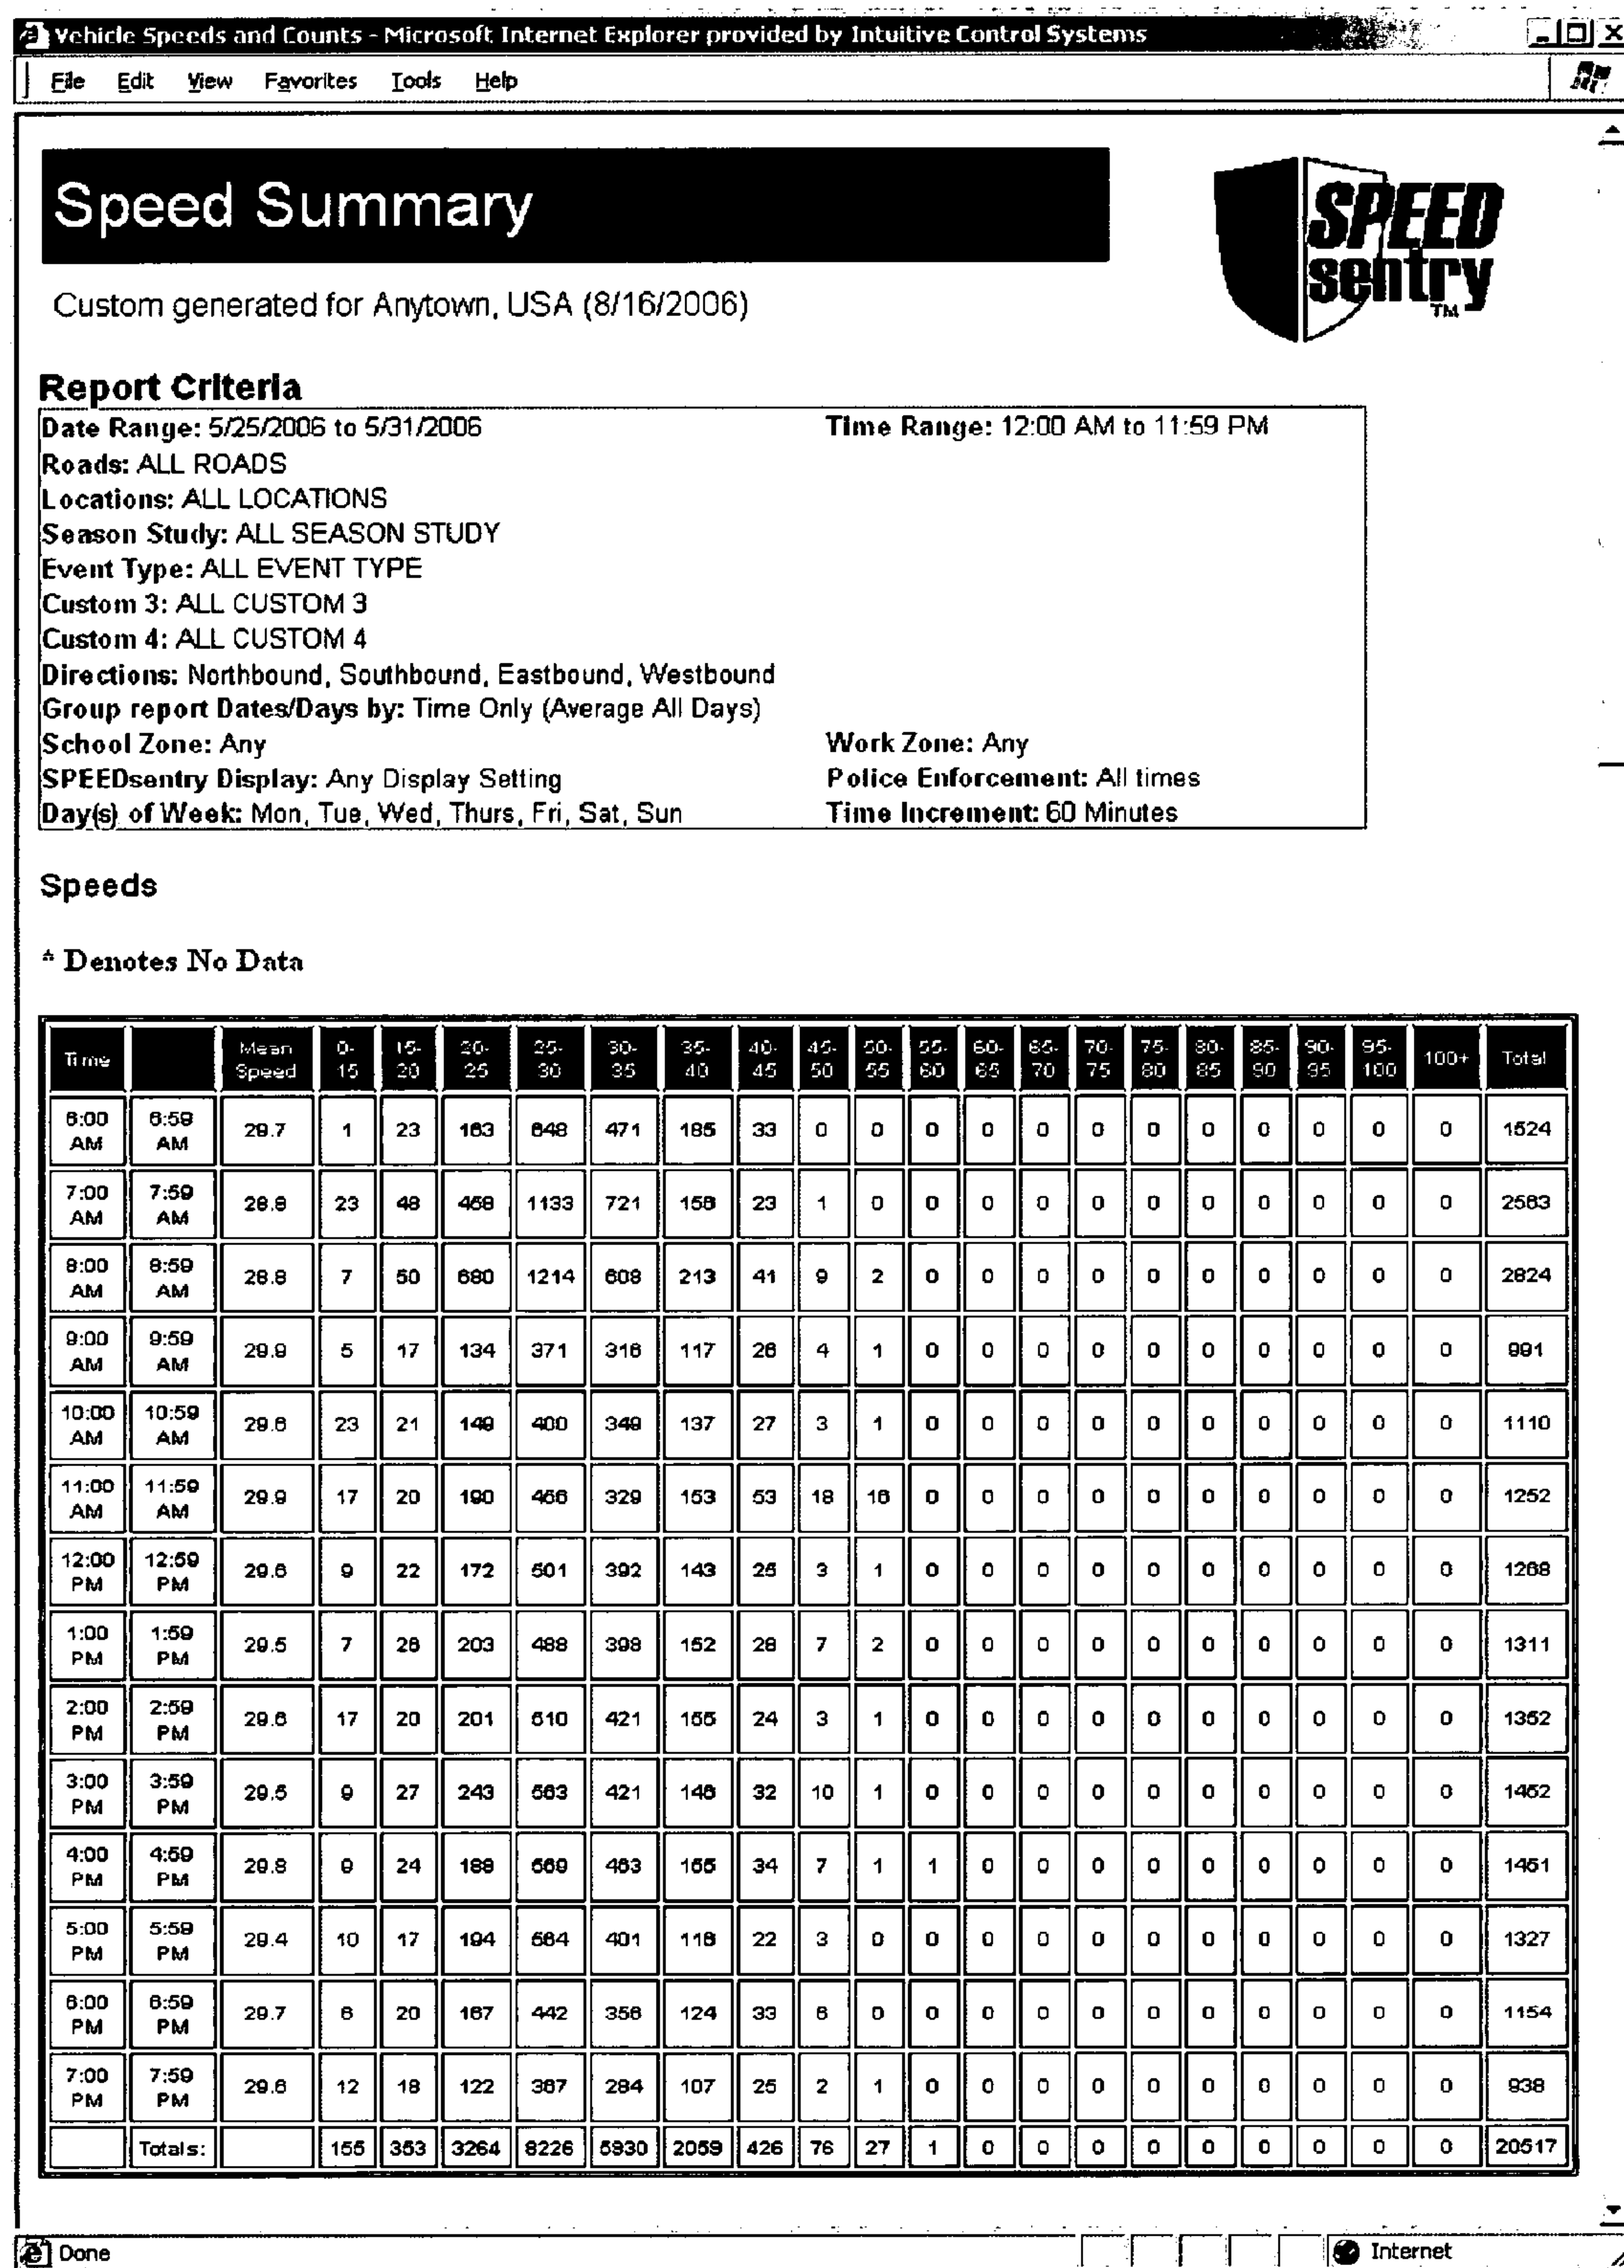 Vehicle Speeds and Counts - Microsoft Internet Explorer provided by Intuitive Control Systems
File Edit View Favorites Tools Help
Speed Summary
SPEED
sentry
TM
Custom generated for Anytown, USA (8/16/2006)
Report Criteria
Date Range: 5/25/2006 to 5/31/2006 Time Range: 12:00 AM to 11:59 PM
Roads: ALL ROADS
Locations: ALL LOCATIONS
Season Study: ALL SEASON STUDY
Event Type: ALL EVENT TYPE
Custom 3: ALL CUSTOM 3
Custom 4: ALL CUSTOM 4
Directions: Northbound, Southbound, Eastbound, Westbound
Group report Dates/Days by: Time Only (Average All Days)
School Zone: Any Work Zone: Any
SPEEDsentry Display: Any Display Setting Police Enforcement: All times
Day(s) of Week: Mon, Tue, Wed, Thurs, Fri, Sat, Sun Time Increment: 60 Minutes
Speeds
* Denotes No Data
Time Mean Speed 0-15 15-20 20-25 25-30 30-35 35-40 40-45 45-50 50-55 55-60 60-65 65-70 70-75 75-80 80-85 85-90 90-95 95-100 100+ Total
6:00 AM 6:59 AM 29.7 1 23 163 648 471 185 33 0 0 0 0 0 0 0 0 0 0 0 0 1524
7:00 AM 7:59 AM 28.8 23 48 458 1133 721 156 23 1 0 0 0 0 0 0 0 0 0 0 0 2563
8:00 AM 8:59 AM 28.8 7 50 680 1214 608 213 41 9 2 0 0 0 0 0 0 0 0 0 0 2824
9:00 AM 9:59 AM 29.9 5 17 134 371 316 117 26 4 1 0 0 0 0 0 0 0 0 0 0 991
10:00 AM 10:59 AM 29.6 23 21 149 400 349 137 27 3 1 0 0 0 0 0 0 0 0 0 0 1110
11:00 AM 11:59 AM 29.9 17 20 190 456 329 153 53 18 16 0 0 0 0 0 0 0 0 0 0 1252
12:00 PM 12:59 PM 29.6 9 22 172 501 392 143 25 3 1 0 0 0 0 0 0 0 0 0 0 1268
1:00 PM 1:59 PM 29.5 7 26 203 488 398 152 28 7 2 0 0 0 0 0 0 0 0 0 0 1311
2:00 PM 2:59 PM 29.6 17 20 201 510 421 155 24 3 1 0 0 0 0 0 0 0 0 0 0 1352
3:00 PM 3:59 PM 29.5 9 27 243 563 421 146 32 10 1 0 0 0 0 0 0 0 0 0 0 1452
4:00 PM 4:59 PM 29.8 9 24 188 569 463 155 34 7 1 1 0 0 0 0 0 0 0 0 0 1451
5:00 PM 5:59 PM 29.4 10 17 194 564 401 116 22 3 0 0 0 0 0 0 0 0 0 0 0 1327
6:00 PM 6:59 PM 29.7 6 20 167 442 356 124 33 6 0 0 0 0 0 0 0 0 0 0 0 1154
7:00 PM 7:59 PM 29.6 12 18 122 367 284 107 25 2 1 0 0 0 0 0 0 0 0 0 0 938
Totals: 155 353 3264 8226 5930 2059 426 76 27 1 0 0 0 0 0 0 0 0 0 20517
Done Internet